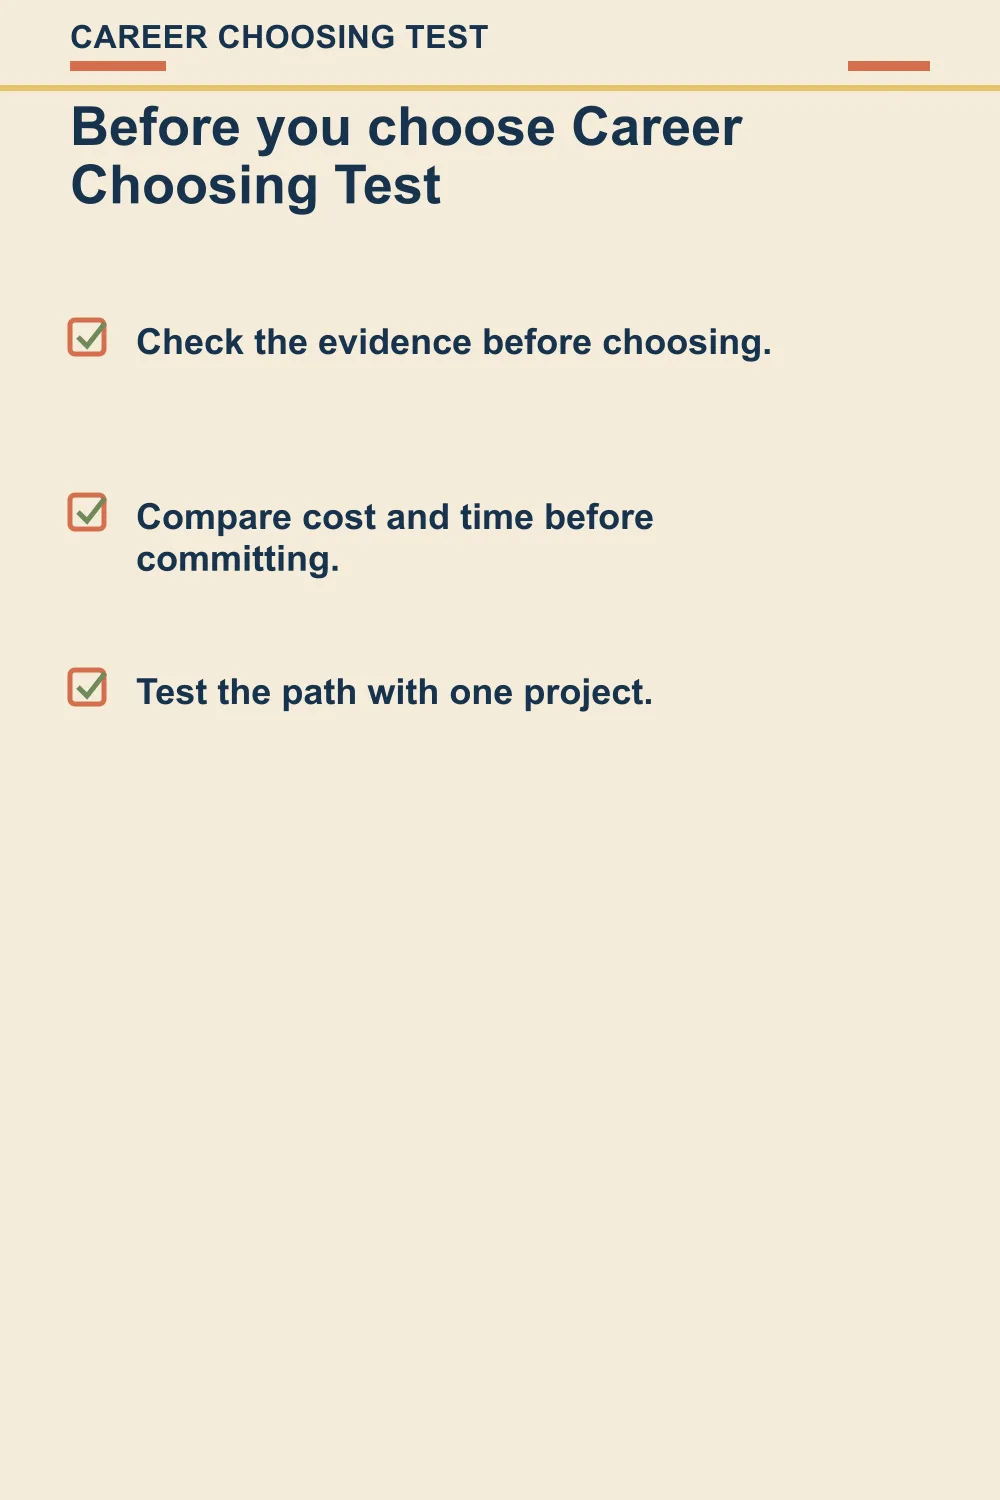 CAREER CHOOSING TEST
Before you choose Career
Choosing Test
Check the evidence before choosing.
Compare cost and time before
committing.
Test the path with one project.